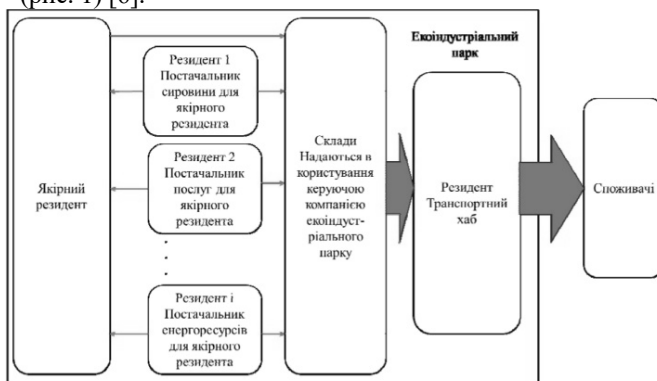 (рис. 1) [6].
Екоіндустріальний
парк
Якірний
резидент
Резидент 1
Постачальник
сировини для
якірного
резидента
Резидент 2
Постачальник
послуг для
якірного
резидента
.
.
.
Резидент i
Постачальник
енергоресурсів
для якірного
резидента
Склади
Надаються в
користування
керуючою
компанією
екоіндуст-
ріального
парку
Резидент
Транспортний
хаб
Споживачі